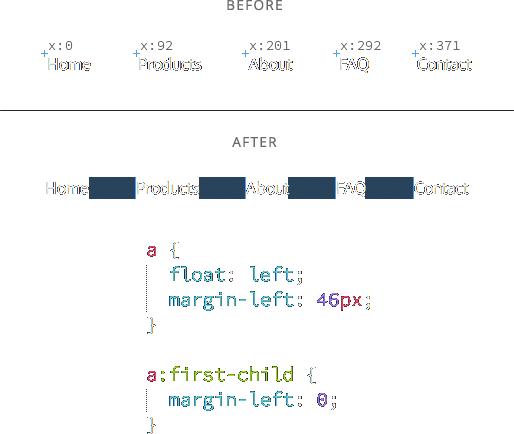 BEFORE
x:0 x:92 x:201 x:292 x:371
Home Products About FAQ Contact
AFTER
Home Products About FAQ Contact
a {
float: left;
margin-left: 46px;
}
a:first-child {
margin-left: 0;
}